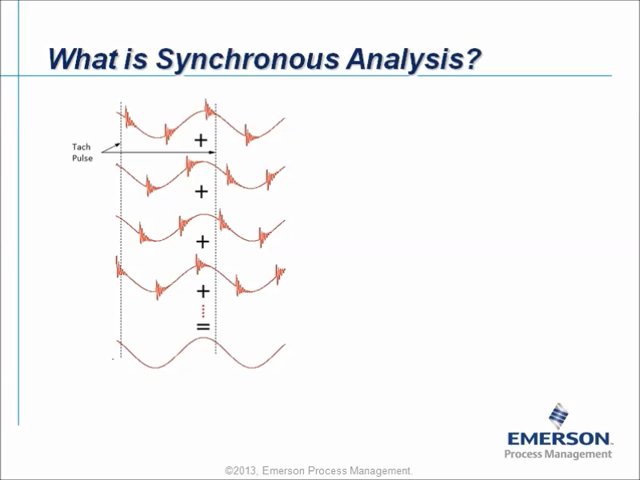 What is Synchronous Analysis?
Tach
Pulse
+
+
+
+
=
EMERSON
Process Management
©2013, Emerson Process Management.